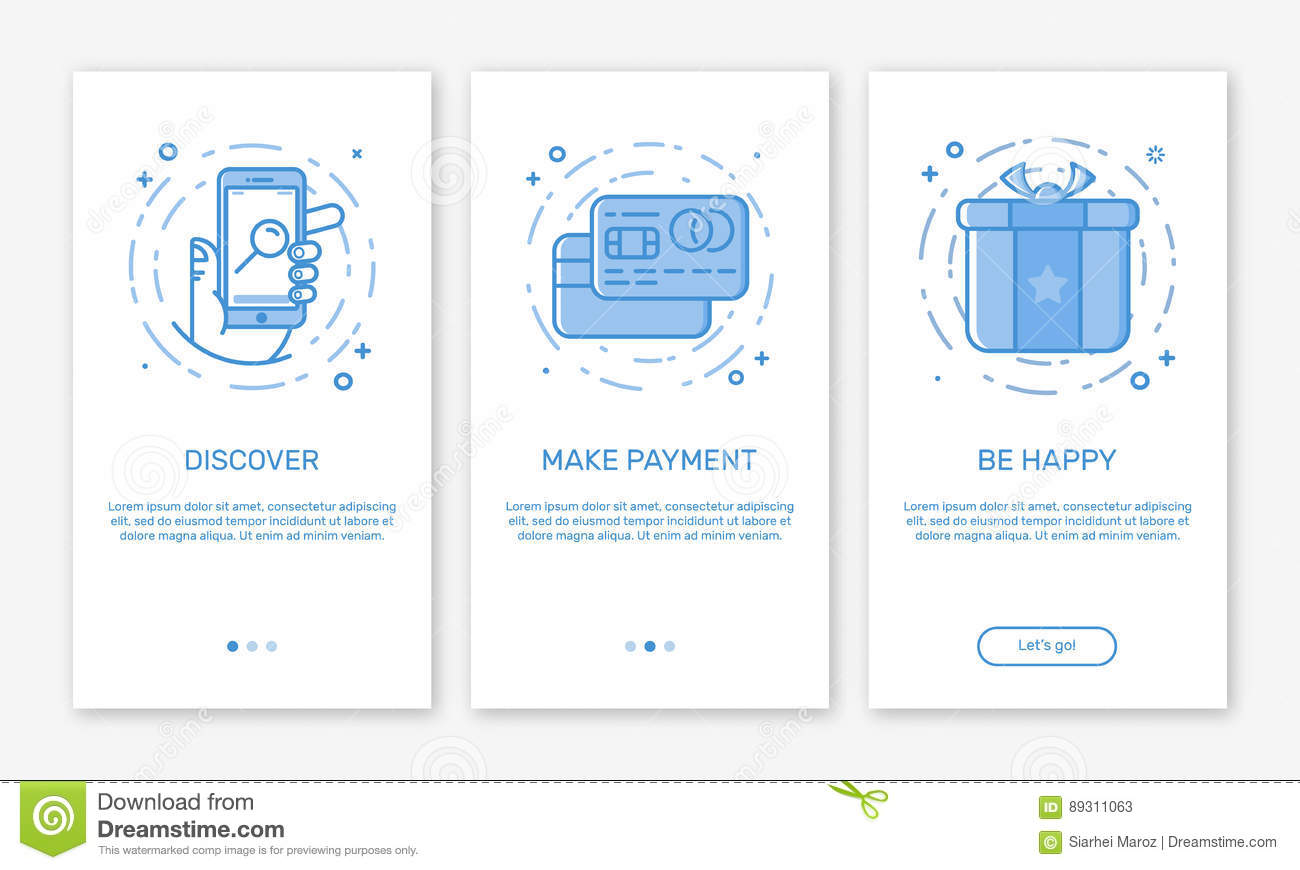 DISCOVER
Lorem ipsum dolor sit amet, consectetur adipiscing
elit, sed do eiusmod tempor incididunt ut labore et
dolore magna aliqua. Ut enim ad minim veniam.
MAKE PAYMENT
Lorem ipsum dolor sit amet, consectetur adipiscing
elit, sed do eiusmod tempor incididunt ut labore et
dolore magna aliqua. Ut enim ad minim veniam.
BE HAPPY
Lorem ipsum dolor sit amet, consectetur adipiscing
elit, sed do eiusmod tempor incididunt ut labore et
dolore magna aliqua. Ut enim ad minim veniam.
Let's go!
Download from
Dreamstime.com
This watermarked comp image is for previewing purposes only.
ID 89311063
© Siarhei Maroz | Dreamstime.com